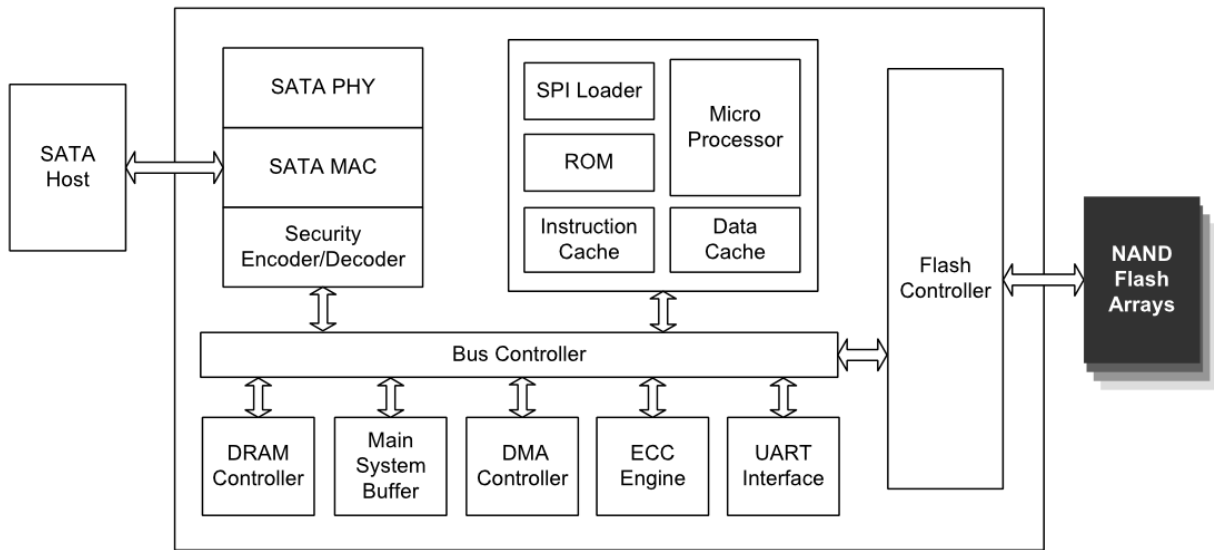 SATA
Host
SATA PHY
SATA MAC
Security
Encoder/Decoder
SPI Loader
ROM
Instruction
Cache
Micro
Processor
Data
Cache
Flash
Controller
NAND
Flash
Arrays
Bus Controller
DRAM
Controller
Main
System
Buffer
DMA
Controller
ECC
Engine
UART
Interface